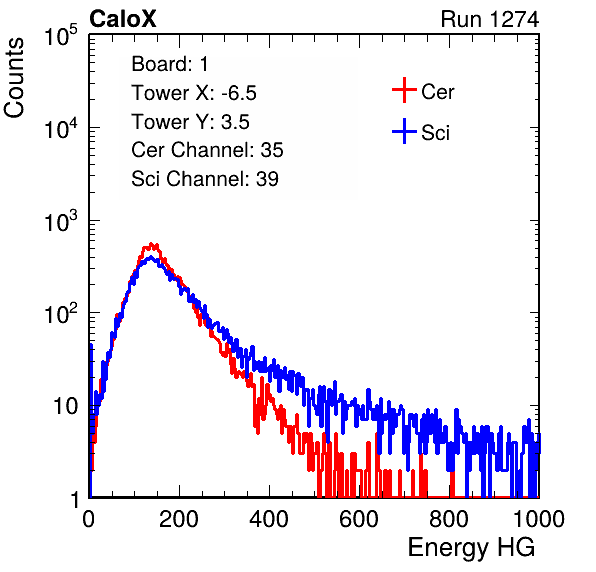 CaloX Run 1274
Board: 1
Tower X: -6.5
Tower Y: 3.5
Cer Channel: 35
Sci Channel: 39
Cer
Sci
Counts
10^5
10^4
10^3
10^2
10
1
0 200 400 600 800 1000
Energy HG